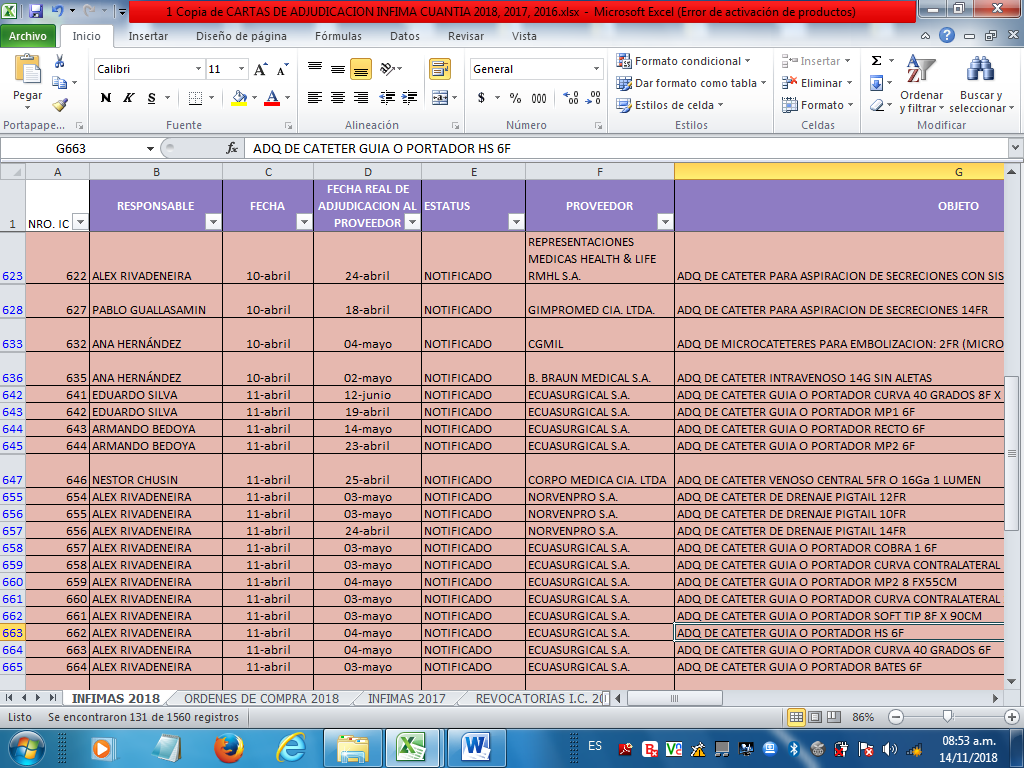 1 Copia de CARTAS DE ADJUDICACION INFIMA CUANTIA 2018, 2017, 2016.xlsx - Microsoft Excel (Error de activación de productos)
Archivo Inicio Insertar Diseño de página Fórmulas Datos Revisar Vista
Pegar
Calibri 11
N K S
General
$ % 000
Formato condicional
Dar formato como tabla
Estilos de celda
Insertar
Eliminar
Formato
Σ
Ordenar y filtrar
Buscar y seleccionar
Portapape... Fuente Alineación Número Estilos Celdas Modificar
G663 fx ADQ DE CATETER GUIA O PORTADOR HS 6F
A B C D E F G
1 NRO. IC RESPONSABLE FECHA FECHA REAL DE ADJUDICACION AL PROVEEDOR ESTATUS PROVEEDOR OBJETO
623 622 ALEX RIVADENEIRA 10-abril 24-abril NOTIFICADO REPRESENTACIONES MEDICAS HEALTH & LIFE RMHL S.A. ADQ DE CATETER PARA ASPIRACION DE SECRECIONES CON SIS
628 627 PABLO GUALLASAMIN 10-abril 18-abril NOTIFICADO GIMPROMED CIA. LTDA. ADQ DE CATETER PARA ASPIRACION DE SECRECIONES 14FR
633 632 ANA HERNÁNDEZ 10-abril 04-mayo NOTIFICADO CGMIL ADQ DE MICROCATETERES PARA EMBOLIZACION: 2FR (MICRO
636 635 ANA HERNÁNDEZ 10-abril 02-mayo NOTIFICADO B. BRAUN MEDICAL S.A. ADQ DE CATETER INTRAVENOSO 14G SIN ALETAS
642 641 EDUARDO SILVA 11-abril 12-junio NOTIFICADO ECUASURGICAL S.A. ADQ DE CATETER GUIA O PORTADOR CURVA 40 GRADOS 8F X
643 642 EDUARDO SILVA 11-abril 19-abril NOTIFICADO ECUASURGICAL S.A. ADQ DE CATETER GUIA O PORTADOR MP1 6F
644 643 ARMANDO BEDOYA 11-abril 14-mayo NOTIFICADO ECUASURGICAL S.A. ADQ DE CATETER GUIA O PORTADOR RECTO 6F
645 644 ARMANDO BEDOYA 11-abril 23-abril NOTIFICADO ECUASURGICAL S.A. ADQ DE CATETER GUIA O PORTADOR MP2 6F
647 646 NESTOR CHUSIN 11-abril 25-abril NOTIFICADO CORPO MEDICA CIA. LTDA ADQ DE CATETER VENOSO CENTRAL 5FR O 16Ga 1 LUMEN
655 654 ALEX RIVADENEIRA 11-abril 03-mayo NOTIFICADO NORVENPRO S.A. ADQ DE CATETER DE DRENAJE PIGTAIL 12FR
656 655 ALEX RIVADENEIRA 11-abril 03-mayo NOTIFICADO NORVENPRO S.A. ADQ DE CATETER DE DRENAJE PIGTAIL 10FR
657 656 ALEX RIVADENEIRA 11-abril 24-abril NOTIFICADO NORVENPRO S.A. ADQ DE CATETER DE DRENAJE PIGTAIL 14FR
658 657 ALEX RIVADENEIRA 11-abril 03-mayo NOTIFICADO ECUASURGICAL S.A. ADQ DE CATETER GUIA O PORTADOR COBRA 1 6F
659 658 ALEX RIVADENEIRA 11-abril 03-mayo NOTIFICADO ECUASURGICAL S.A. ADQ DE CATETER GUIA O PORTADOR CURVA CONTRALATERAL
660 659 ALEX RIVADENEIRA 11-abril 04-mayo NOTIFICADO ECUASURGICAL S.A. ADQ DE CATETER GUIA O PORTADOR MP2 8 FX55CM
661 660 ALEX RIVADENEIRA 11-abril 04-mayo NOTIFICADO ECUASURGICAL S.A. ADQ DE CATETER GUIA O PORTADOR CURVA CONTRALATERAL
662 661 ALEX RIVADENEIRA 11-abril 03-mayo NOTIFICADO ECUASURGICAL S.A. ADQ DE CATETER GUIA O PORTADOR SOFT TIP 8F X 90CM
663 662 ALEX RIVADENEIRA 11-abril 04-mayo NOTIFICADO ECUASURGICAL S.A. ADQ DE CATETER GUIA O PORTADOR HS 6F
664 663 ALEX RIVADENEIRA 11-abril 04-mayo NOTIFICADO ECUASURGICAL S.A. ADQ DE CATETER GUIA O PORTADOR CURVA 40 GRADOS 6F
665 664 ALEX RIVADENEIRA 11-abril 03-mayo NOTIFICADO ECUASURGICAL S.A. ADQ DE CATETER GUIA O PORTADOR BATES 6F
INFIMAS 2018 ORDENES DE COMPRA 2018 INFIMAS 2017 REVOCATORIAS I.C. 20
Listo Se encontraron 131 de 1560 registros 86%
ES 08:53 a.m.
14/11/2018